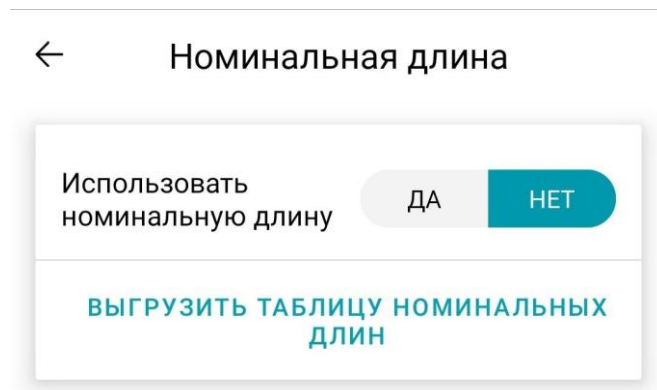 Номинальная длина
Использовать
номинальную длину
ДА
НЕТ
ВЫГРУЗИТЬ ТАБЛИЦУ НОМИНАЛЬНЫХ
ДЛИН